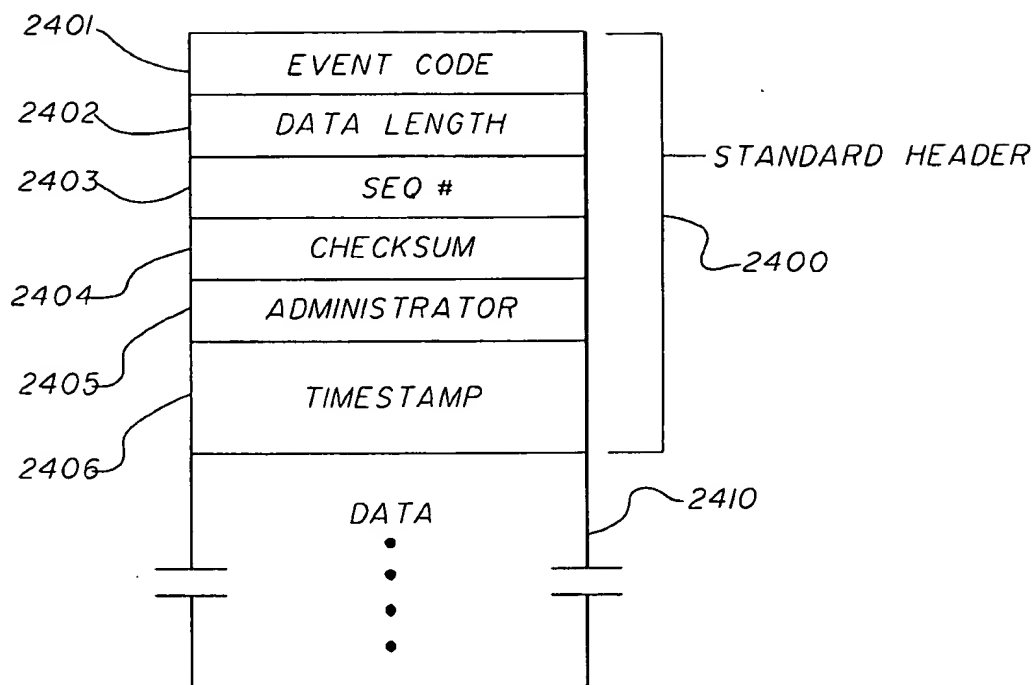 2401
EVENT CODE
2402
DATA LENGTH
2403
SEQ #
STANDARD HEADER
CHECKSUM
2400
2404
ADMINISTRATOR
2405
TIMESTAMP
2406
DATA
2410